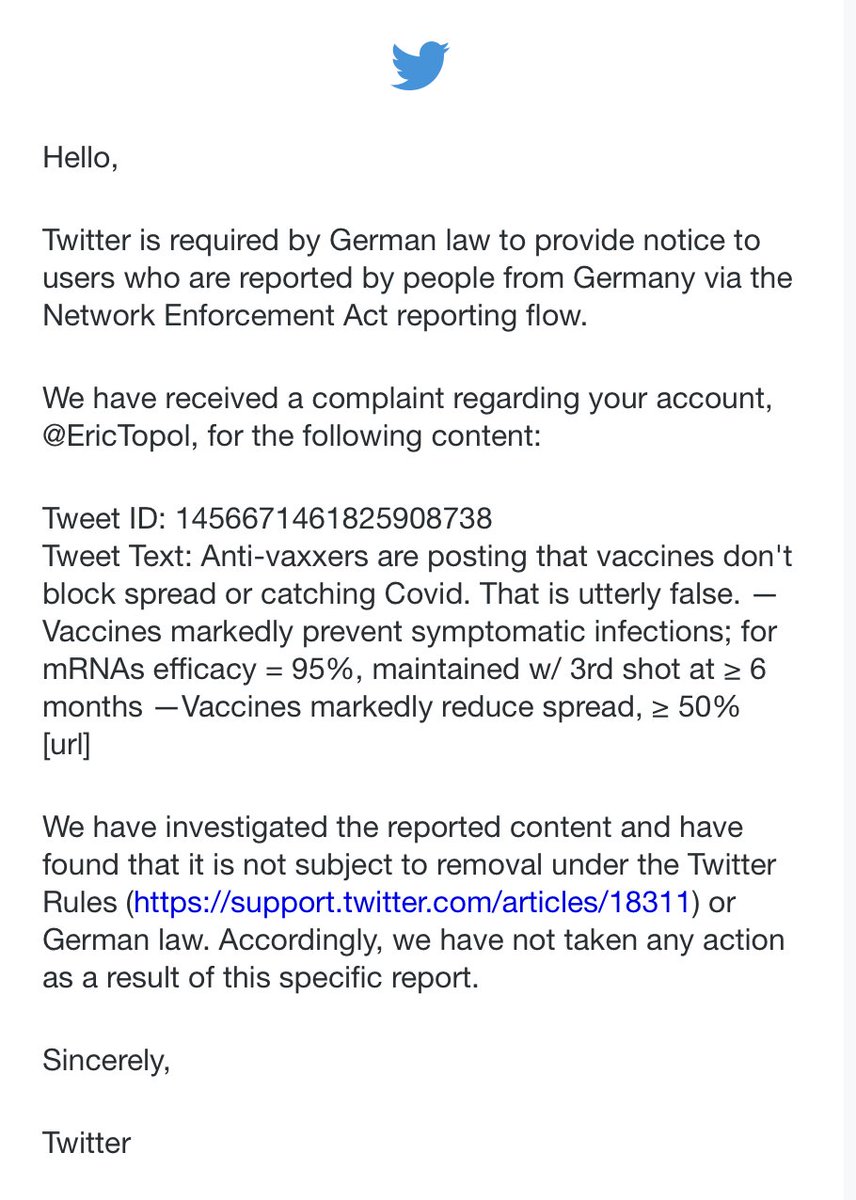 Hello,
Twitter is required by German law to provide notice to
users who are reported by people from Germany via the
Network Enforcement Act reporting flow.
We have received a complaint regarding your account,
@EricTopol, for the following content:
Tweet ID: 1456671461825908738
Tweet Text: Anti-vaxxers are posting that vaccines don't
block spread or catching Covid. That is utterly false. —
Vaccines markedly prevent symptomatic infections; for
mRNAs efficacy = 95%, maintained w/ 3rd shot at ≥ 6
months —Vaccines markedly reduce spread, ≥ 50%
[url]
We have investigated the reported content and have
found that it is not subject to removal under the Twitter
Rules (https://support.twitter.com/articles/18311) or
German law. Accordingly, we have not taken any action
as a result of this specific report.
Sincerely,
Twitter